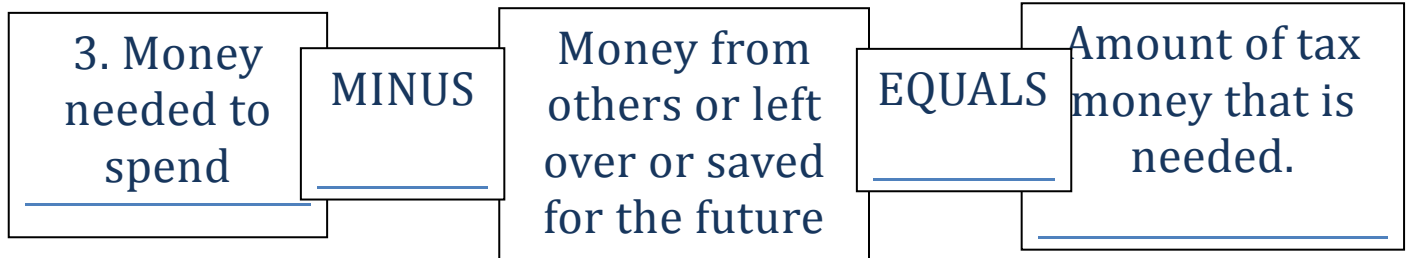 3. Money
needed to
spend
MINUS
Money from
others or left
over or saved
for the future
EQUALS
Amount of tax
money that is
needed.